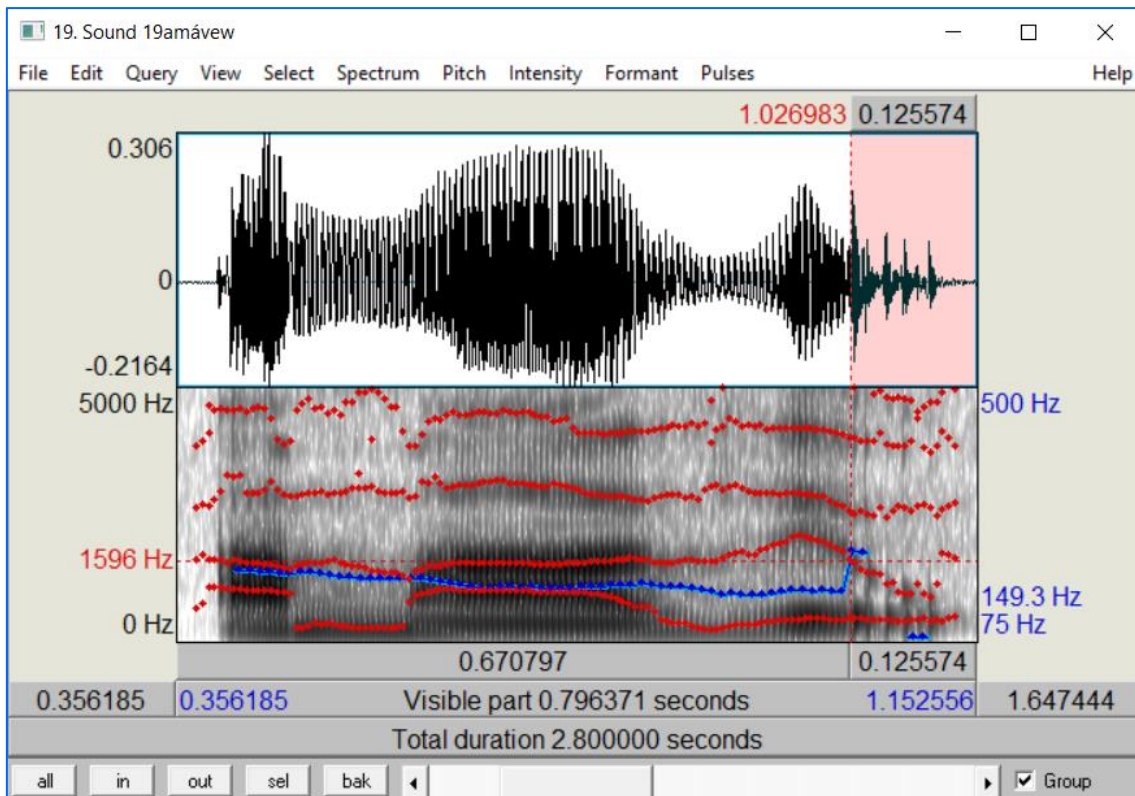 19. Sound 19amávew
File Edit Query View Select Spectrum Pitch Intensity Formant Pulses Help
1.026983 0.125574
0.306
0
-0.2164
5000 Hz 500 Hz
1596 Hz
149.3 Hz
0 Hz 75 Hz
0.670797 0.125574
0.356185 0.356185 Visible part 0.796371 seconds 1.152556 1.647444
Total duration 2.800000 seconds
all in out sel bak Group